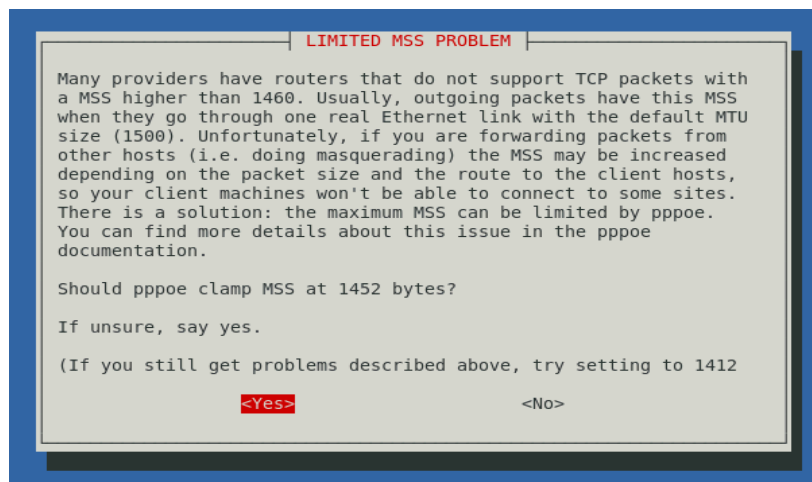 LIMITED MSS PROBLEM
Many providers have routers that do not support TCP packets with
a MSS higher than 1460. Usually, outgoing packets have this MSS
when they go through one real Ethernet link with the default MTU
size (1500). Unfortunately, if you are forwarding packets from
other hosts (i.e. doing masquerading) the MSS may be increased
depending on the packet size and the route to the client hosts,
so your client machines won't be able to connect to some sites.
There is a solution: the maximum MSS can be limited by pppoe.
You can find more details about this issue in the pppoe
documentation.
Should pppoe clamp MSS at 1452 bytes?
If unsure, say yes.
(If you still get problems described above, try setting to 1412
<Yes> <No>